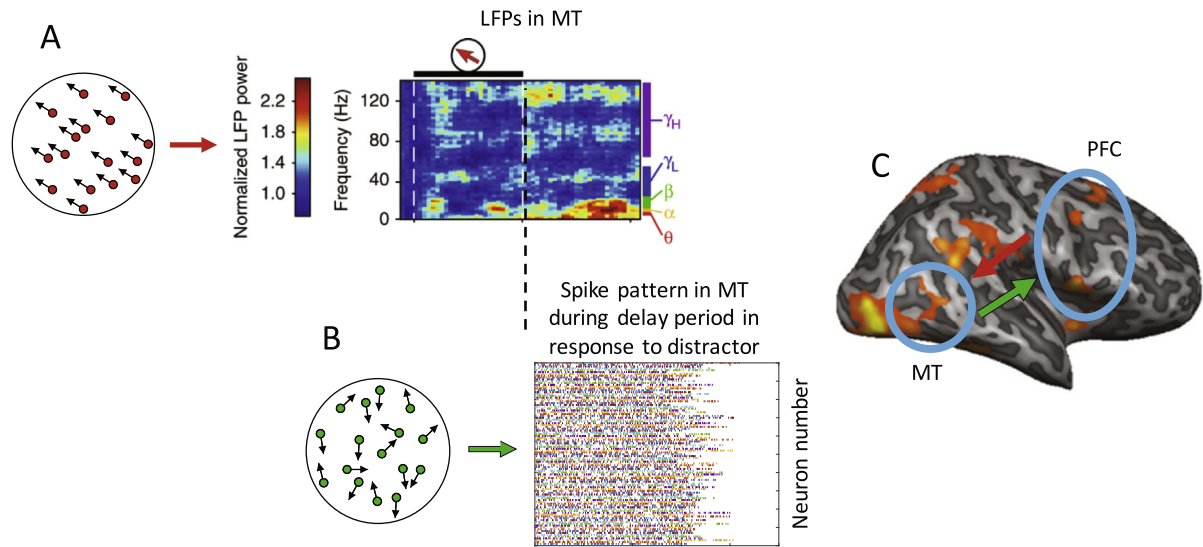 LFPs in MT
A
Normalized LFP power
2.2
1.8
1.4
1.0
Frequency (Hz)
120
80
40
0
γH
γL
β
α
θ
B
Spike pattern in MT
during delay period in
response to distractor
Neuron number
C
PFC
MT